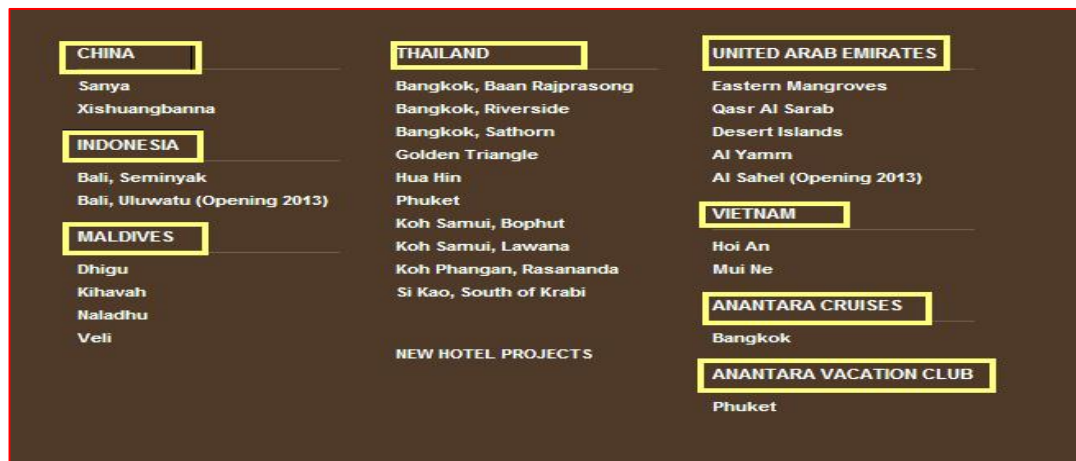 CHINA
Sanya
Xishuangbanna
INDONESIA
Bali, Seminyak
Bali, Uluwatu (Opening 2013)
MALDIVES
Dhigu
Kihavah
Naladhu
Veli
THAILAND
Bangkok, Baan Rajprasong
Bangkok, Riverside
Bangkok, Sathorn
Golden Triangle
Hua Hin
Phuket
Koh Samui, Bophut
Koh Samui, Lawana
Koh Phangan, Rasananda
Si Kao, South of Krabi
NEW HOTEL PROJECTS
UNITED ARAB EMIRATES
Eastern Mangroves
Qasr Al Sarab
Desert Islands
Al Yamm
Al Sahel (Opening 2013)
VIETNAM
Hoi An
Mui Ne
ANANTARA CRUISES
Bangkok
ANANTARA VACATION CLUB
Phuket